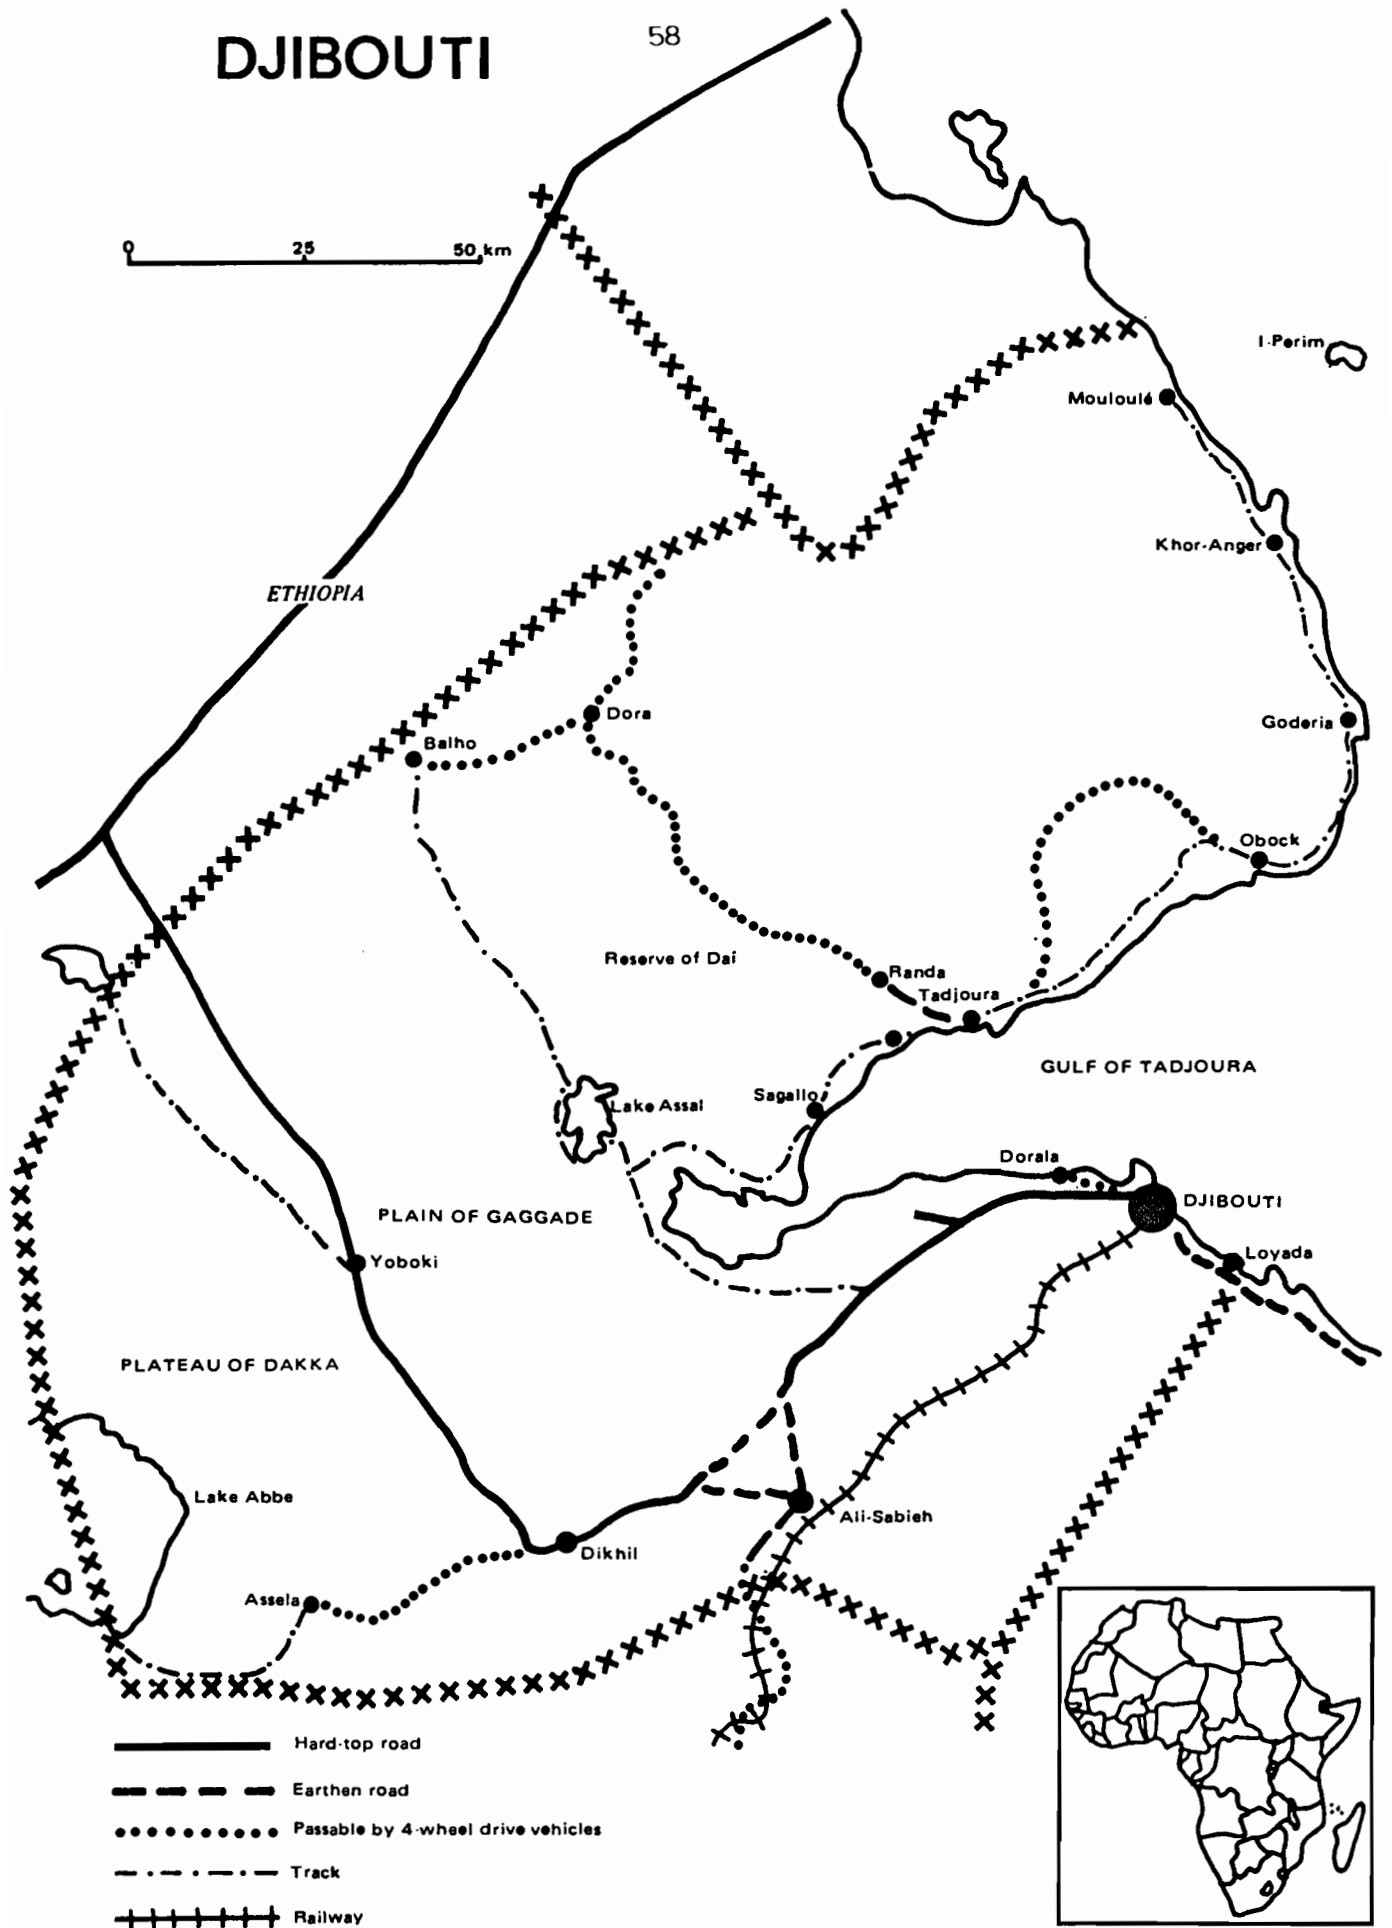 DJIBOUTI
58
0 25 50 km
I-Perim
Mouloulé
Khor-Anger
ETHIOPIA
Dora
Goderia
Balho
Obock
Reserve of Dai
Randa
Tadjoura
GULF OF TADJOURA
Lake Assal
Sagallo
Dorala
DJIBOUTI
PLAIN OF GAGGADE
Loyada
Yoboki
PLATEAU OF DAKKA
Lake Abbe
Ali-Sabieh
Dikhil
Assela
Hard-top road
Earthen road
Passable by 4-wheel drive vehicles
Track
Railway